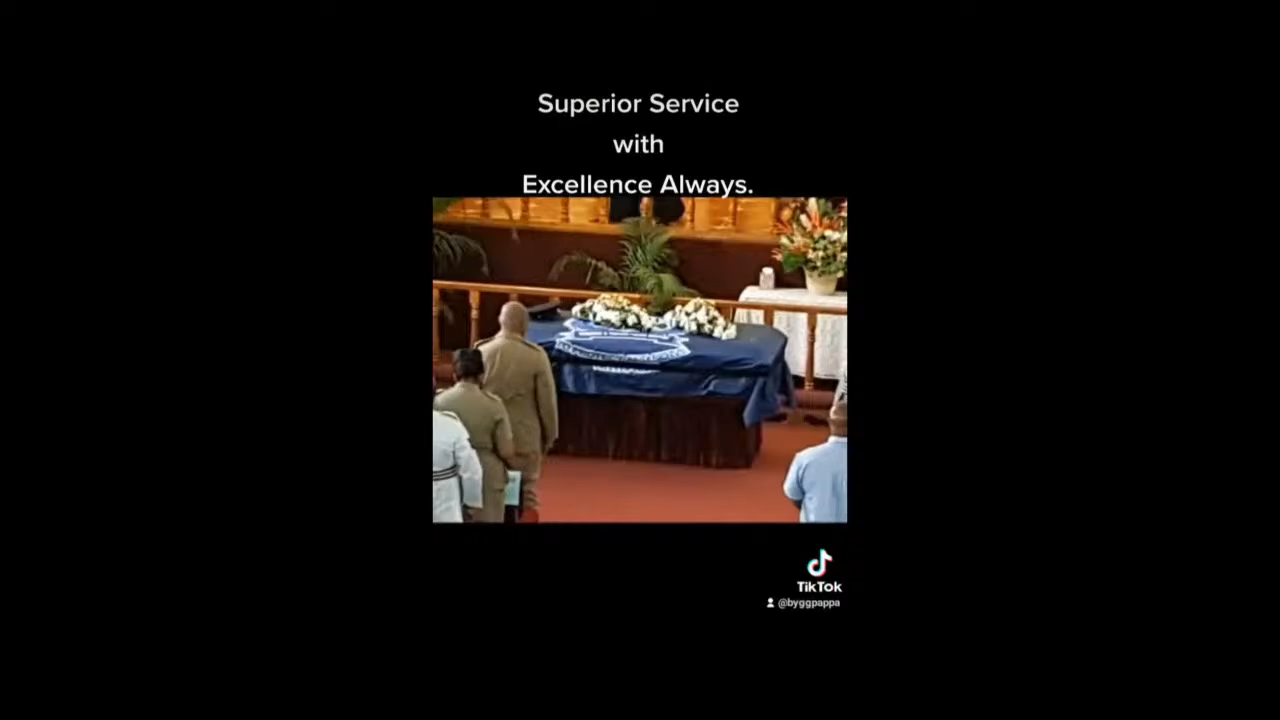 Superior Service
with
Excellence Always.
TikTok
@byggpappa